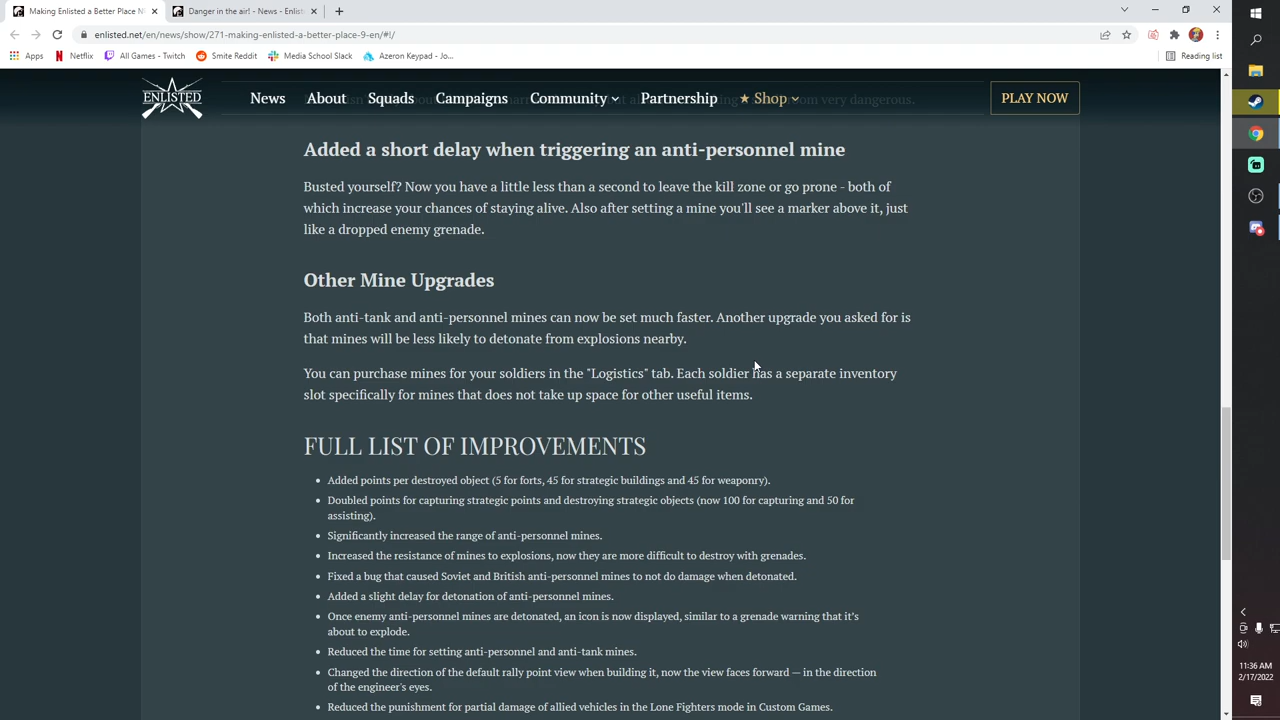 Making Enlisted a Better Place N
Danger in the air! - News - Enlist
enlisted.net/en/news/show/271-making-enlisted-a-better-place-9-en/#!/
Apps
Netflix
All Games - Twitch
Smite Reddit
Media School Slack
Azeron Keypad - Jo...
Reading list
ENLISTED
News
About
Squads
Campaigns
Community
Partnership
Shop
PLAY NOW
room very dangerous.
Added a short delay when triggering an anti-personnel mine
Busted yourself? Now you have a little less than a second to leave the kill zone or go prone - both of
which increase your chances of staying alive. Also after setting a mine you'll see a marker above it, just
like a dropped enemy grenade.
Other Mine Upgrades
Both anti-tank and anti-personnel mines can now be set much faster. Another upgrade you asked for is
that mines will be less likely to detonate from explosions nearby.
You can purchase mines for your soldiers in the "Logistics" tab. Each soldier has a separate inventory
slot specifically for mines that does not take up space for other useful items.
FULL LIST OF IMPROVEMENTS
• Added points per destroyed object (5 for forts, 45 for strategic buildings and 45 for weaponry).
• Doubled points for capturing strategic points and destroying strategic objects (now 100 for capturing and 50 for
assisting).
• Significantly increased the range of anti-personnel mines.
• Increased the resistance of mines to explosions, now they are more difficult to destroy with grenades.
• Fixed a bug that caused Soviet and British anti-personnel mines to not do damage when detonated.
• Added a slight delay for detonation of anti-personnel mines.
• Once enemy anti-personnel mines are detonated, an icon is now displayed, similar to a grenade warning that it's
about to explode.
• Reduced the time for setting anti-personnel and anti-tank mines.
• Changed the direction of the default rally point view when building it, now the view faces forward — in the direction
of the engineer's eyes.
• Reduced the punishment for partial damage of allied vehicles in the Lone Fighters mode in Custom Games.
11:36 AM
2/17/2022